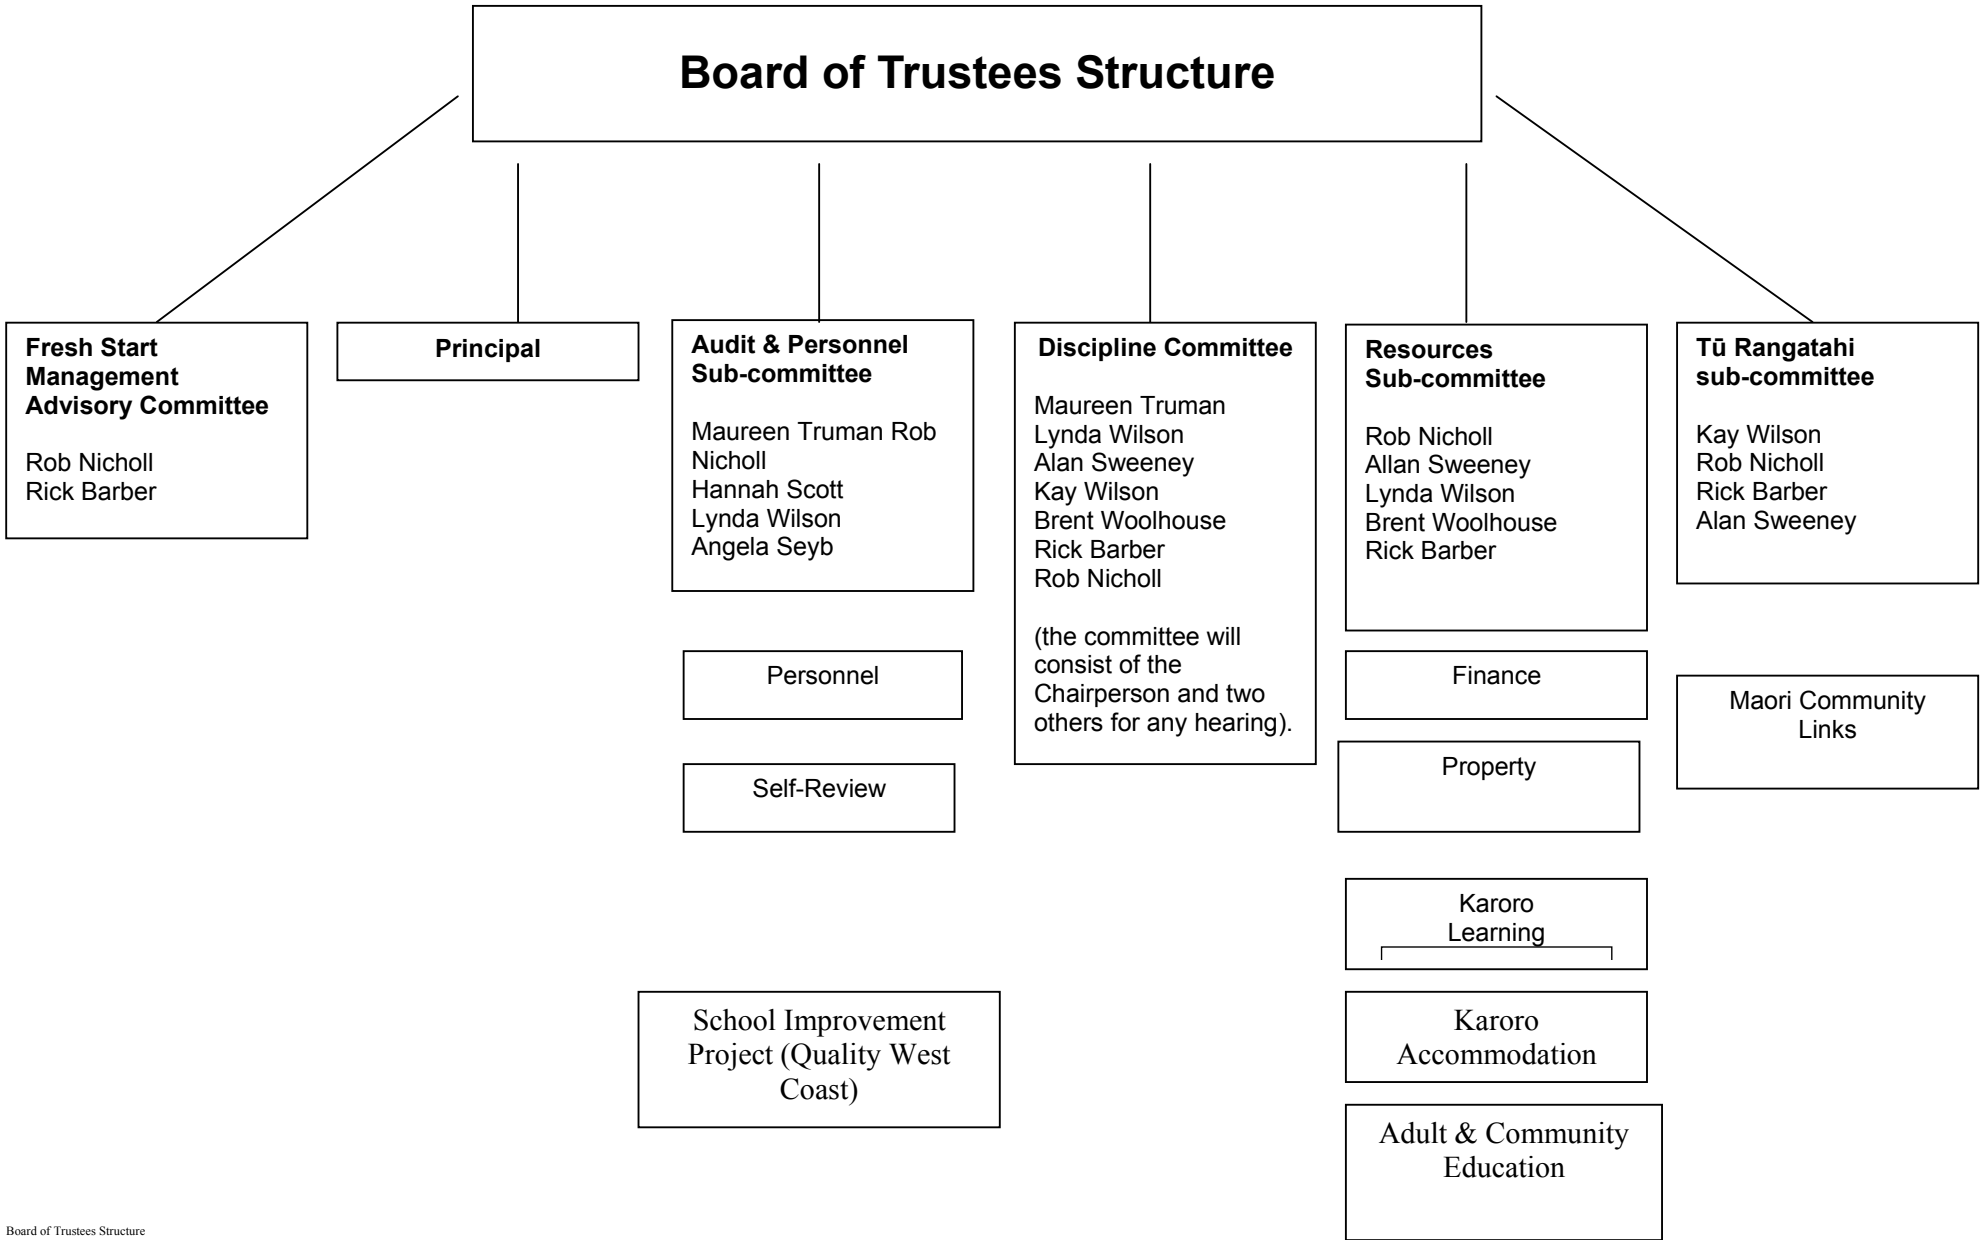 Board of Trustees Structure
Fresh Start
Management
Advisory Committee
Rob Nicholl
Rick Barber
Principal
Audit & Personnel
Sub-committee
Maureen Truman Rob
Nicholl
Hannah Scott
Lynda Wilson
Angela Seyb
Personnel
Self-Review
School Improvement
Project (Quality West
Coast)
Discipline Committee
Maureen Truman
Lynda Wilson
Alan Sweeney
Kay Wilson
Brent Woolhouse
Rick Barber
Rob Nicholl
(the committee will
consist of the
Chairperson and two
others for any hearing).
Resources
Sub-committee
Rob Nicholl
Allan Sweeney
Lynda Wilson
Brent Woolhouse
Rick Barber
Finance
Property
Karoro
Learning
Karoro
Accommodation
Adult & Community
Education
Tū Rangatahi
sub-committee
Kay Wilson
Rob Nicholl
Rick Barber
Alan Sweeney
Maori Community
Links
Board of Trustees Structure